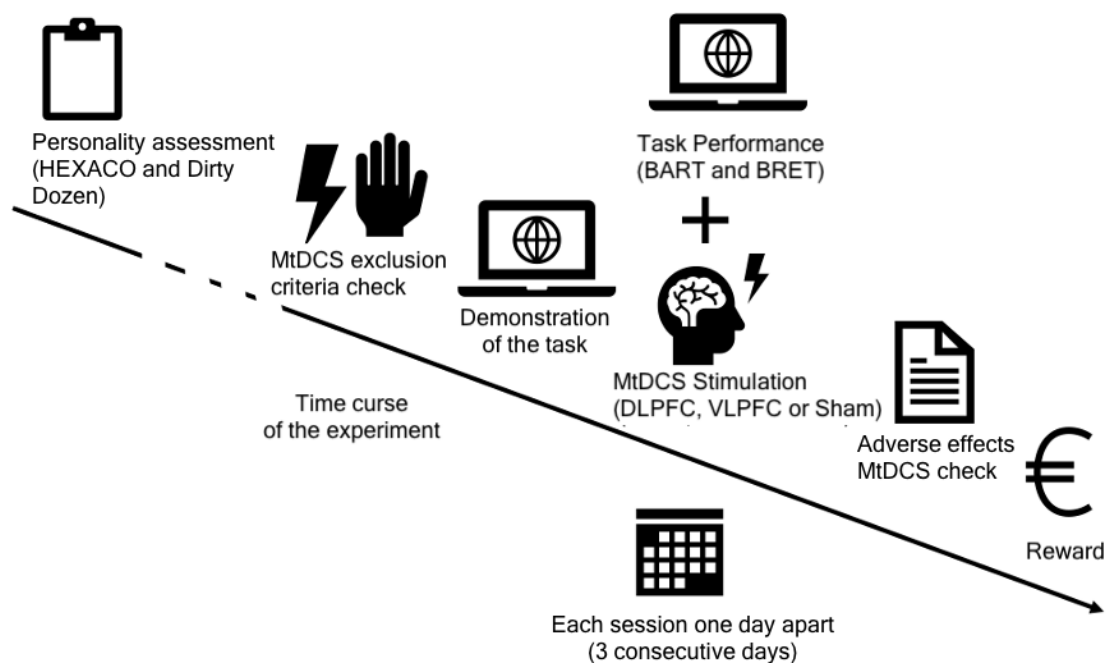 Personality assessment
(HEXACO and Dirty
Dozen)
MtDCS exclusion
criteria check
Demonstration
of the task
Task Performance
(BART and BRET)
+
MtDCS Stimulation
(DLPFC, VLPFC or Sham)
Adverse effects
MtDCS check
€
Reward
Time curse
of the experiment
Each session one day apart
(3 consecutive days)